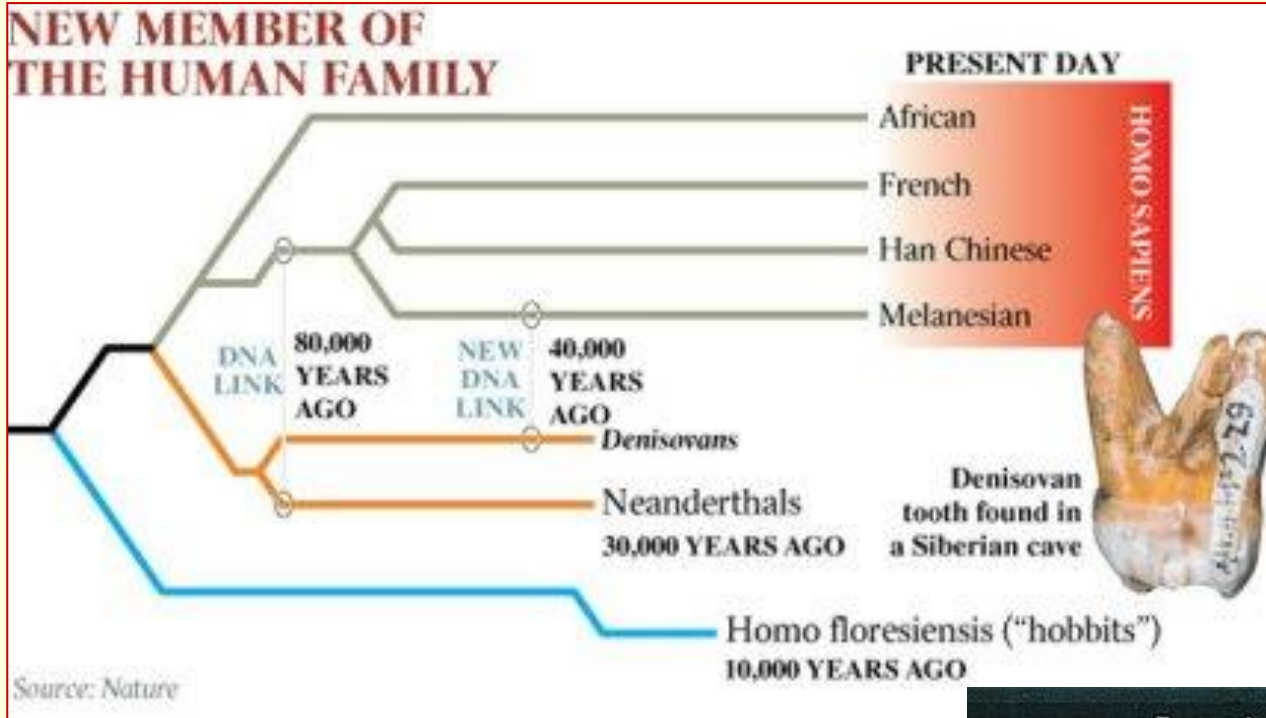 NEW MEMBER OF
THE HUMAN FAMILY
PRESENT DAY
African
French
Han Chinese
Melanesian
HOMO SAPIENS
DNA
LINK
80,000
YEARS
AGO
NEW
DNA
LINK
40,000
YEARS
AGO
Denisovans
Neanderthals
30,000 YEARS AGO
Denisovan
tooth found in
a Siberian cave
Homo floresiensis (“hobbits”)
10,000 YEARS AGO
Source: Nature